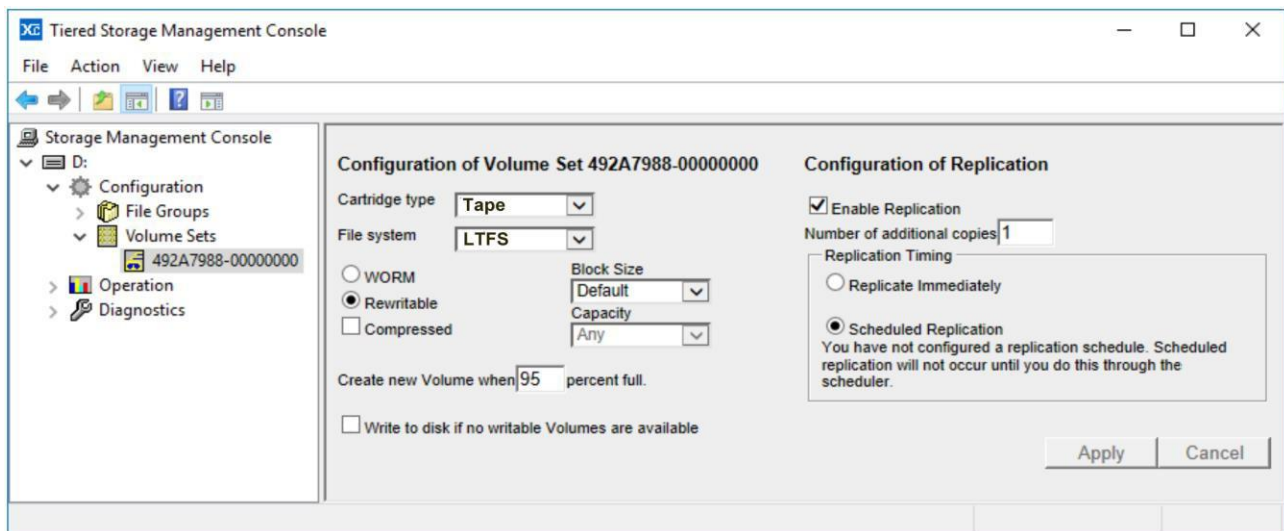 XC Tiered Storage Management Console
File Action View Help
Storage Management Console
D:
Configuration
File Groups
Volume Sets
492A7988-00000000
Operation
Diagnostics
Configuration of Volume Set 492A7988-00000000
Cartridge type Tape
File system LTFS
WORM
Rewritable
Compressed
Block Size
Default
Capacity
Any
Create new Volume when 95 percent full.
Write to disk if no writable Volumes are available
Configuration of Replication
Enable Replication
Number of additional copies 1
Replication Timing
Replicate Immediately
Scheduled Replication
You have not configured a replication schedule. Scheduled
replication will not occur until you do this through the
scheduler.
Apply Cancel